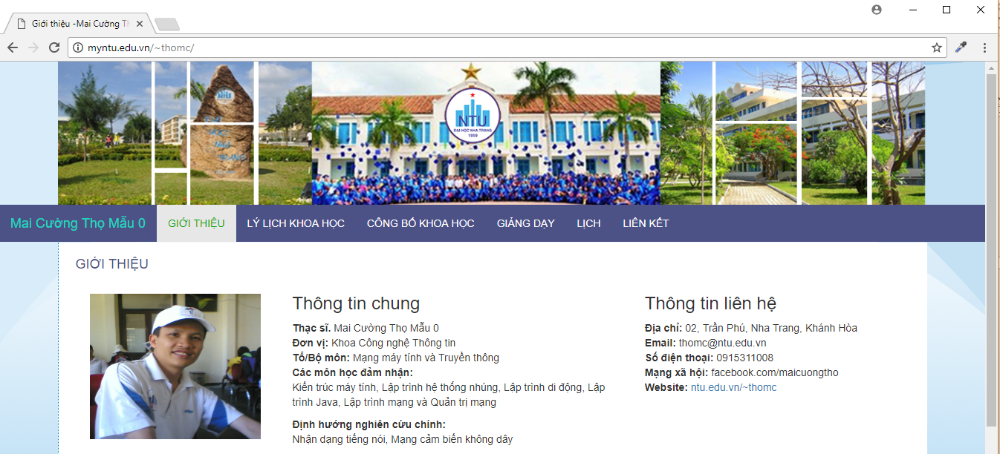 Giới thiệu -Mai Cường Th
myntu.edu.vn/~thomc/
NTU
NTU
ĐẠI HỌC NHA TRANG
1959
Mai Cường Thọ Mẫu 0 GIỚI THIỆU LÝ LỊCH KHOA HỌC CÔNG BỐ KHOA HỌC GIẢNG DẠY LỊCH LIÊN KẾT
GIỚI THIỆU
Thông tin chung
Thạc sĩ. Mai Cường Thọ Mẫu 0
Đơn vị: Khoa Công nghệ Thông tin
Tổ/Bộ môn: Mạng máy tính và Truyền thông
Các môn học đảm nhận:
Kiến trúc máy tính, Lập trình hệ thống nhúng, Lập trình di động, Lập
trình Java, Lập trình mạng và Quản trị mạng
Định hướng nghiên cứu chính:
Nhận dạng tiếng nói, Mạng cảm biến không dây
Thông tin liên hệ
Địa chỉ: 02, Trần Phú, Nha Trang, Khánh Hòa
Email: thomc@ntu.edu.vn
Số điện thoại: 0915311008
Mạng xã hội: facebook.com/maicuongtho
Website: ntu.edu.vn/~thomc